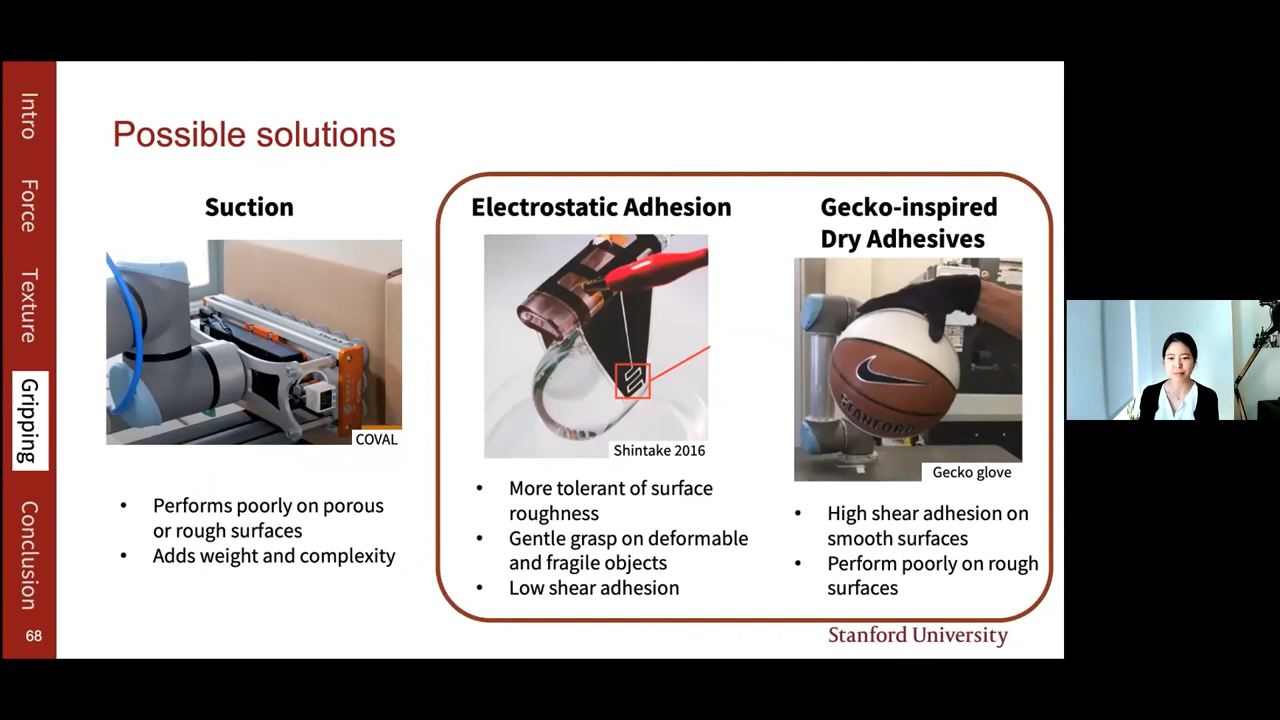 Intro
Force
Texture
Gripping
Conclusion
68
Possible solutions
Suction
COVAL
• Performs poorly on porous
or rough surfaces
• Adds weight and complexity
Electrostatic Adhesion
Shintake 2016
• More tolerant of surface
roughness
• Gentle grasp on deformable
and fragile objects
• Low shear adhesion
Gecko-inspired
Dry Adhesives
STANFORD
Gecko glove
• High shear adhesion on
smooth surfaces
• Perform poorly on rough
surfaces
Stanford University